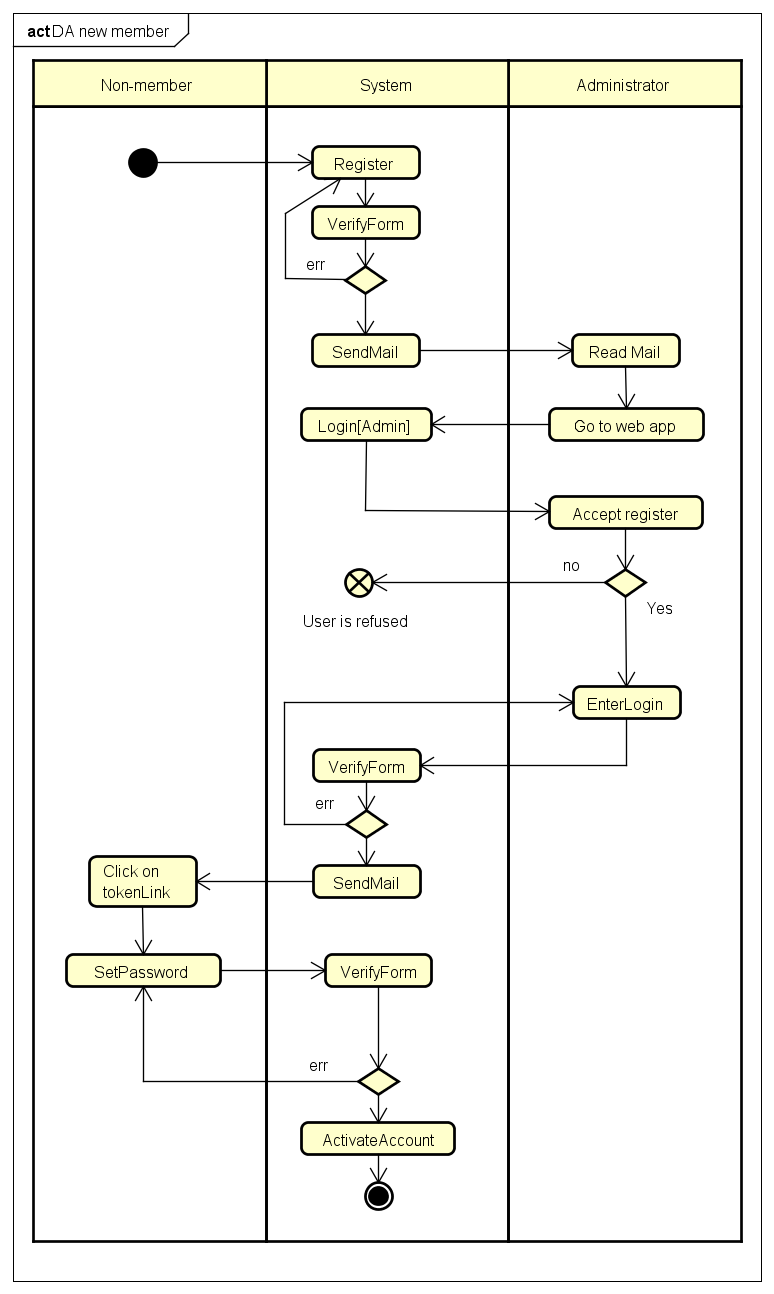 act DA new member
Non-member
System
Administrator
Register
VerifyForm
err
SendMail
Read Mail
Login[Admin]
Go to web app
Accept register
no
Yes
User is refused
EnterLogin
VerifyForm
err
Click on
tokenLink
SendMail
SetPassword
VerifyForm
err
ActivateAccount